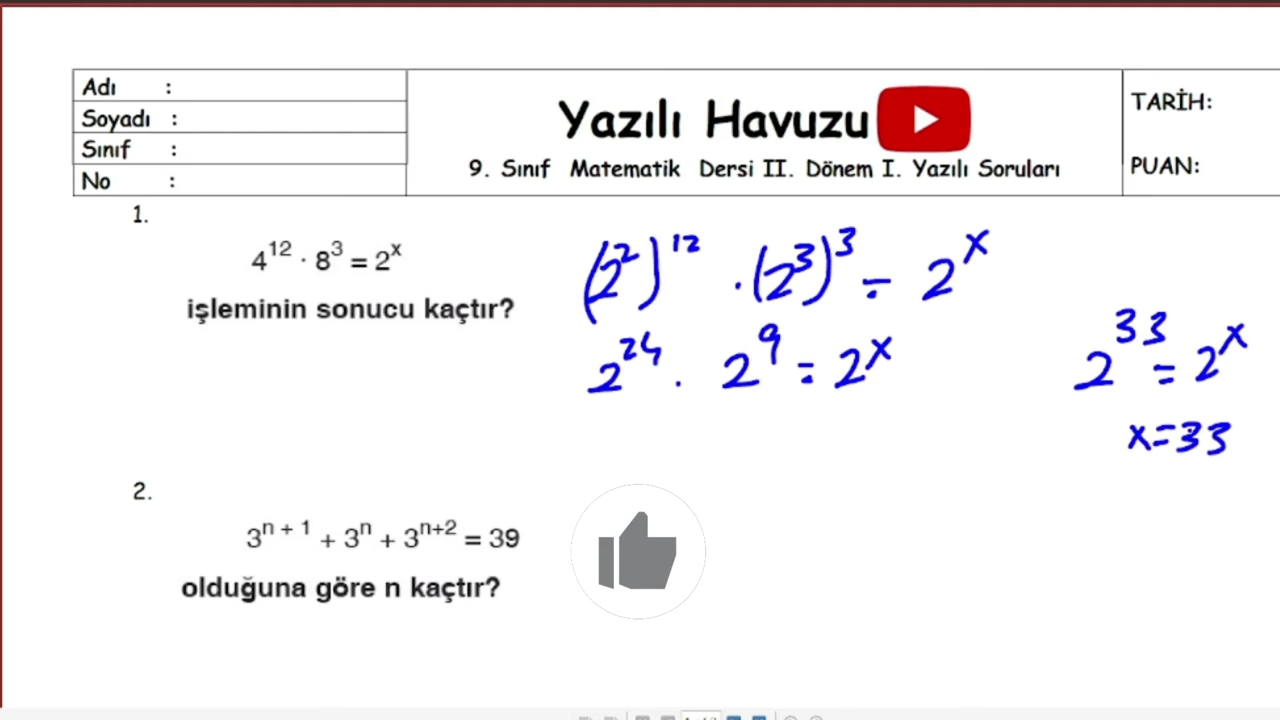 Adı :
Soyadı :
Sınıf :
No :
Yazılı Havuzu
9. Sınıf Matematik Dersi II. Dönem I. Yazılı Soruları
TARİH:
PUAN:
1.
4^12 · 8^3 = 2^x
işleminin sonucu kaçtır?
(2^2)^12 · (2^3)^3 = 2^x
2^24 · 2^9 = 2^x
2^33 = 2^x
x=33
2.
3^(n + 1) + 3^n + 3^(n+2) = 39
olduğuna göre n kaçtır?